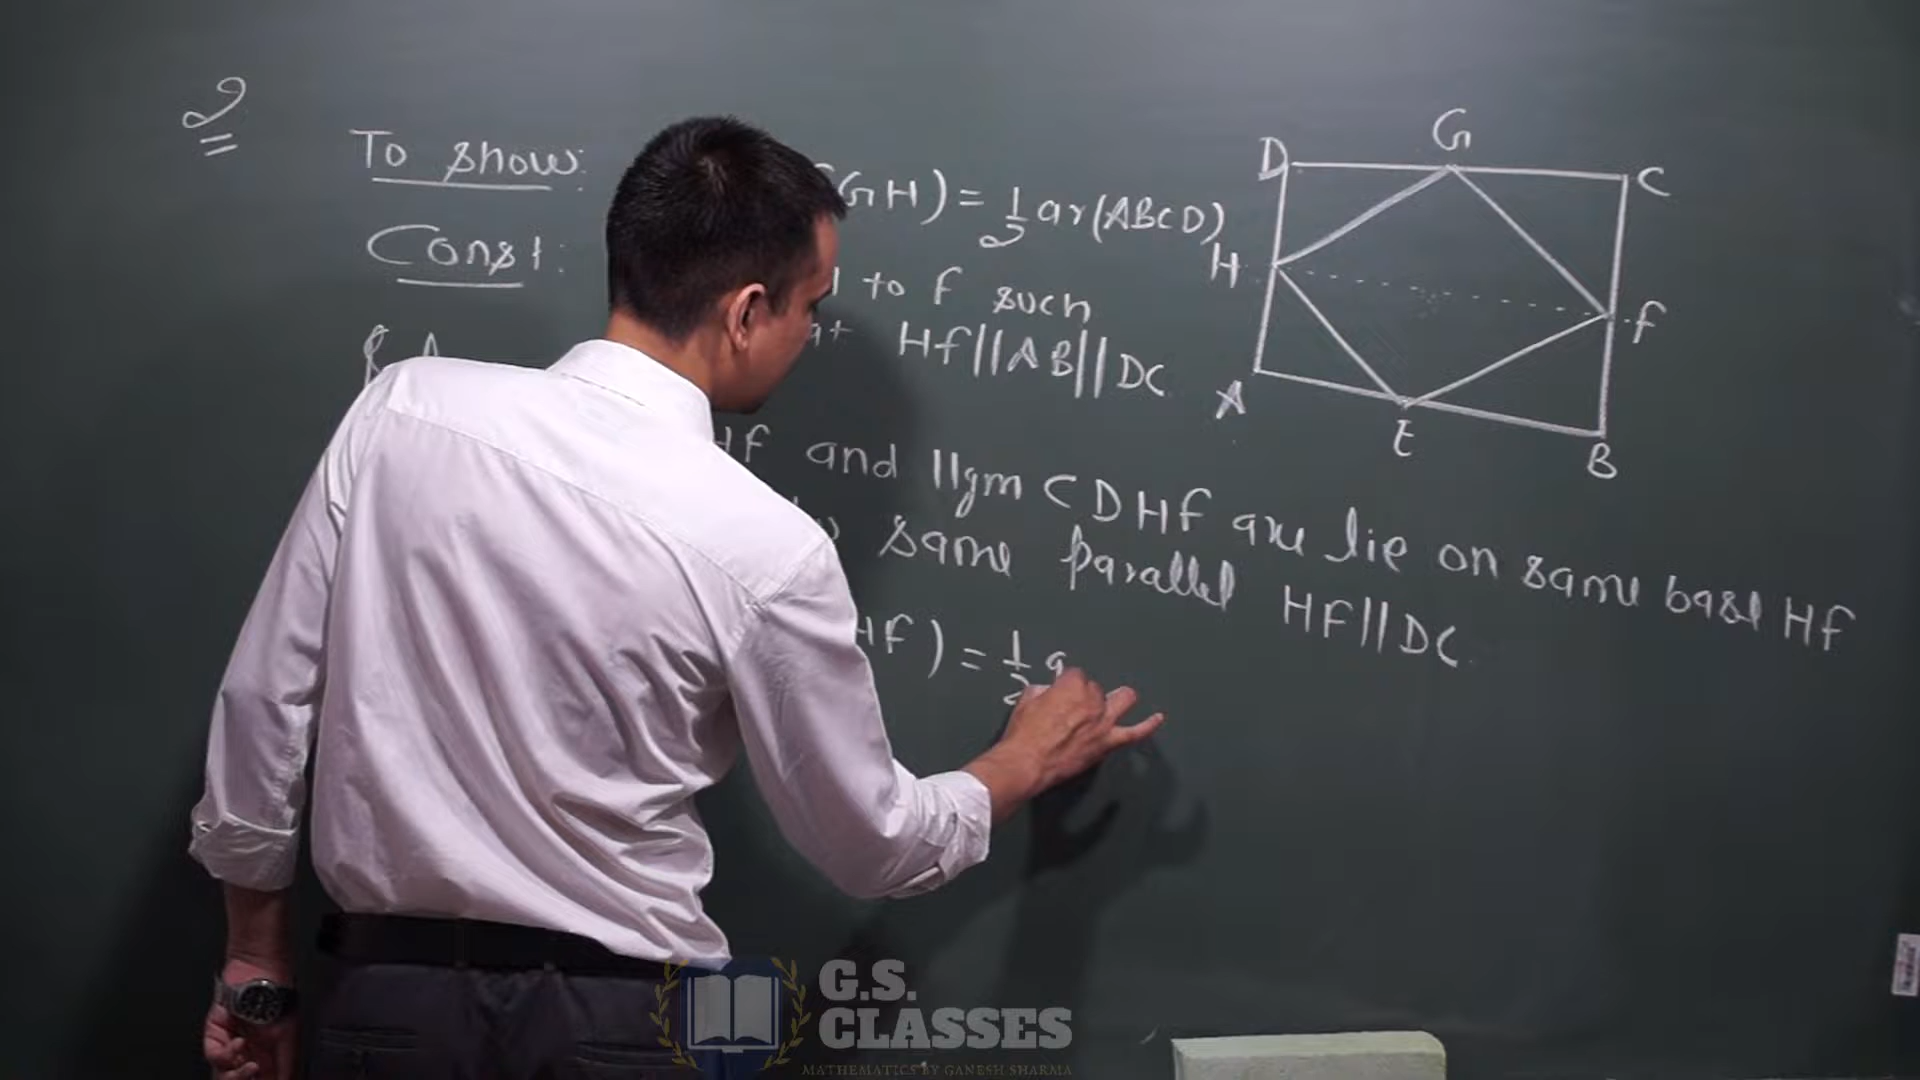 2
To show: GH) = 1/2 ar(ABCD)
Const: to f such
Hf||AB||DC
Hf and ||gm CDHf are lie on same base Hf
same parallel HF||DC.
Hf) = 1/2 a
D G C
H f
A E B
G.S.
CLASSES
MATHEMATICS BY GANESH SHARMA